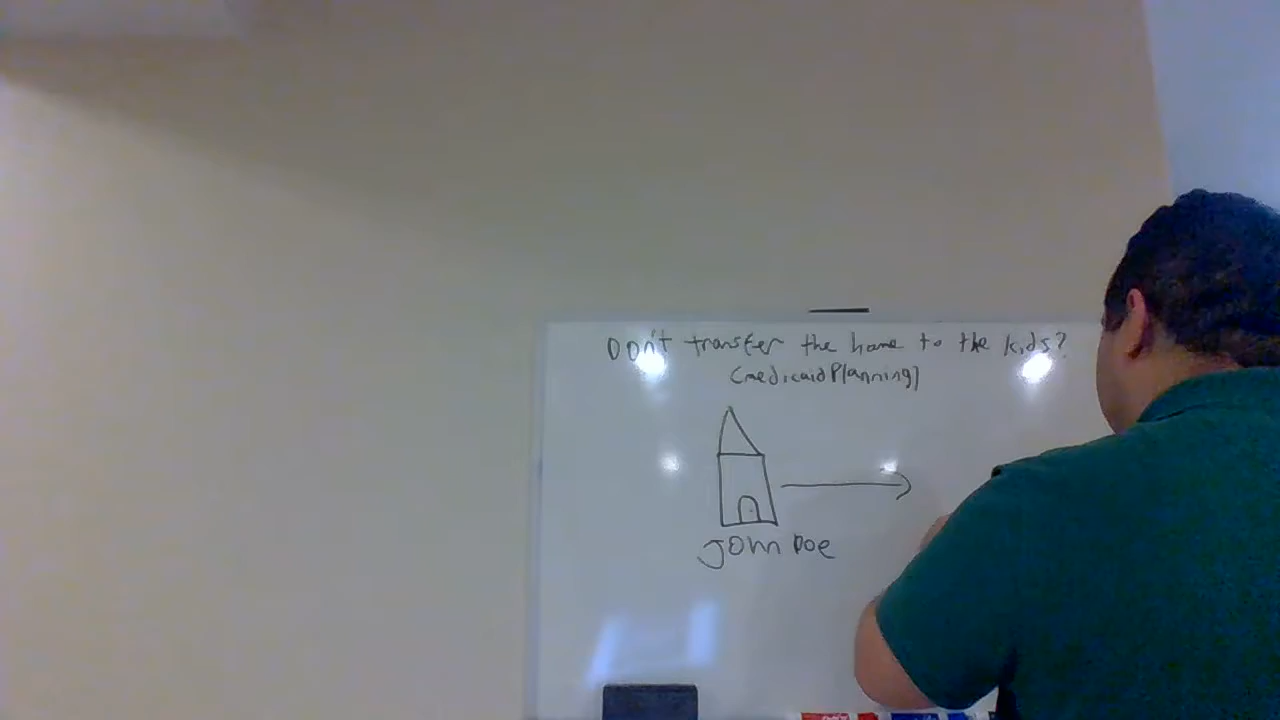 Don't transfer the home to the kids?
(medicaid Planning)
John Doe